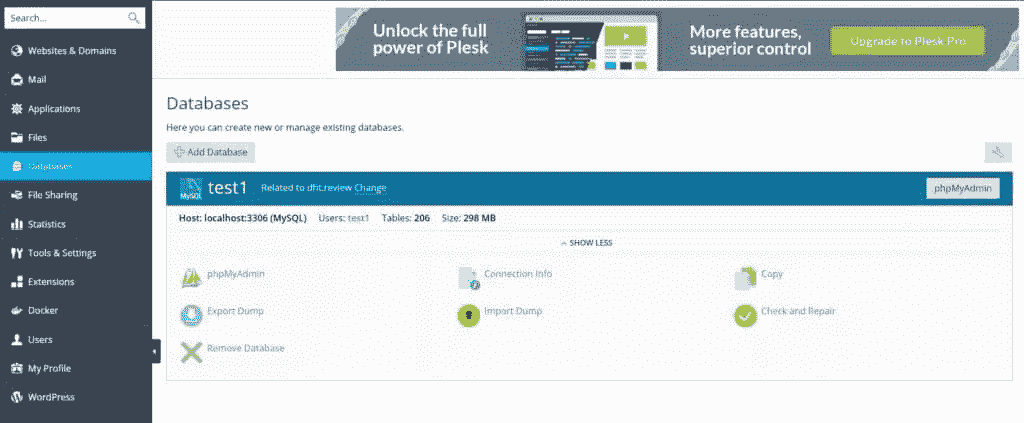 Search...
Websites & Domains
Mail
Applications
Files
Databases
File Sharing
Statistics
Tools & Settings
Extensions
Docker
Users
My Profile
WordPress
Unlock the full
power of Plesk
More features,
superior control
Upgrade to Plesk Pro
Databases
Here you can create new or manage existing databases.
Add Database
MySQL
test1
Related to dht.review Change
phpMyAdmin
Host: localhost:3306 (MySQL) Users: test1 Tables: 206 Size: 298 MB
SHOW LESS
phpMyAdmin
Connection Info
Copy
Export Dump
Import Dump
Check and Repair
Remove Database